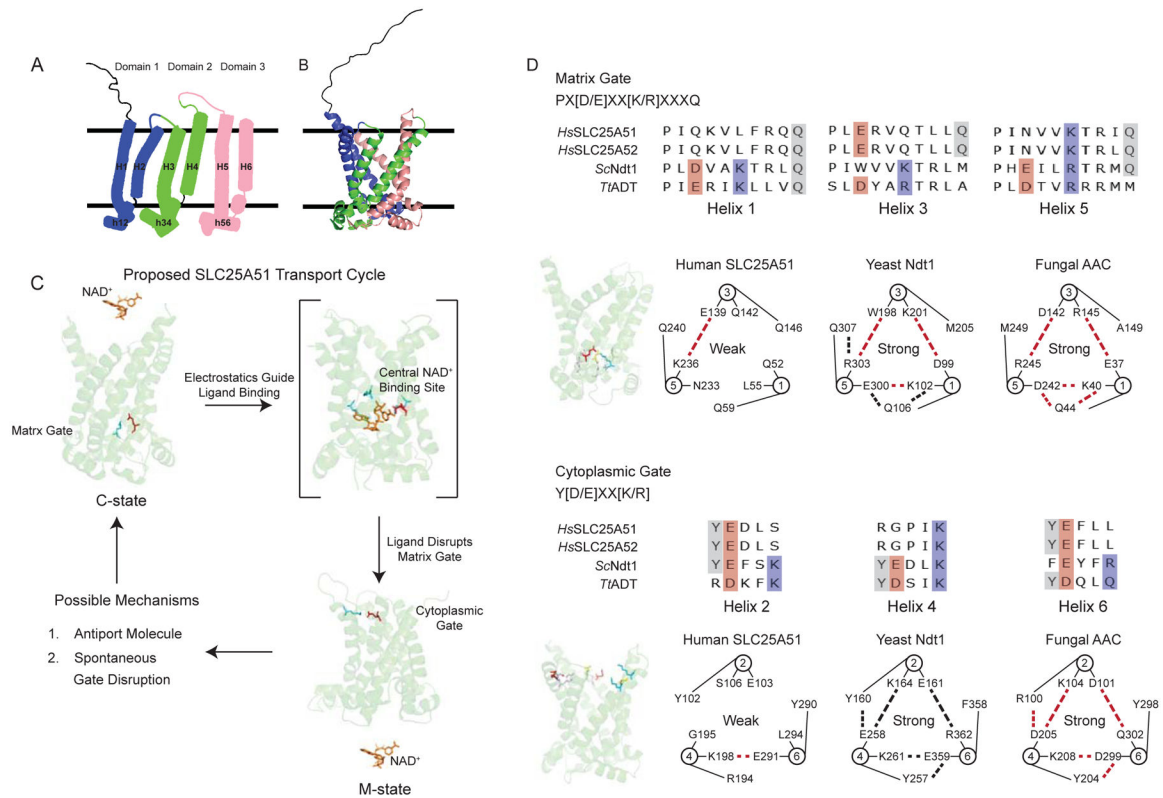 A
Domain 1 Domain 2 Domain 3
H1
H2
H3
H4
H5
H6
h12
h34
h56
B
C
Proposed SLC25A51 Transport Cycle
NAD+
Matrx Gate
C-state
Electrostatics Guide
Ligand Binding
Central NAD+
Binding Site
Ligand Disrupts
Matrix Gate
Cytoplasmic
Gate
NAD+
M-state
Possible Mechanisms
1. Antiport Molecule
2. Spontaneous
Gate Disruption
D
Matrix Gate
PX[D/E]XX[K/R]XXXQ
HsSLC25A51 P I Q K V L F R Q Q P L E R V Q T L L Q P I N V V K T R I Q
HsSLC25A52 P I Q K V L F R Q Q P L E R V Q T L L Q P I N V V K T R I Q
ScNdt1 P L D V A K T R L Q P I W V V K T R L M P H E I L R T R M Q
TtADT P I E R I K L L V Q S L D Y A R T R L A P L D T V R R R M M
Helix 1 Helix 3 Helix 5
Human SLC25A51
3
E139 Q142
Q240 Q146
Weak
K236 Q52
5 N233 L55 1
Q59
Yeast Ndt1
3
W198 K201
Q307 M205
Strong
R303 D99
5 E300 K102 1
Q106
Fungal AAC
3
D142 R145
M249 A149
Strong
R245 E37
5 D242 K40 1
Q44
Cytoplasmic Gate
Y[D/E]XX[K/R]
HsSLC25A51 Y E D L S R G P I K Y E F L L
HsSLC25A52 Y E D L S R G P I K Y E F L L
ScNdt1 Y E F S K Y E D L K F E Y F R
TtADT R D K F K Y D S I K Y D Q L Q
Helix 2 Helix 4 Helix 6
Human SLC25A51
2
S106 E103
Y102 Y290
Weak
G195 L294
4 K198 E291 6
R194
Yeast Ndt1
2
K164 E161
Y160 F358
Strong
E258 R362
4 K261 E359 6
Y257
Fungal AAC
2
K104 D101
R100 Y298
Strong
D205 Q302
4 K208 D299 6
Y204